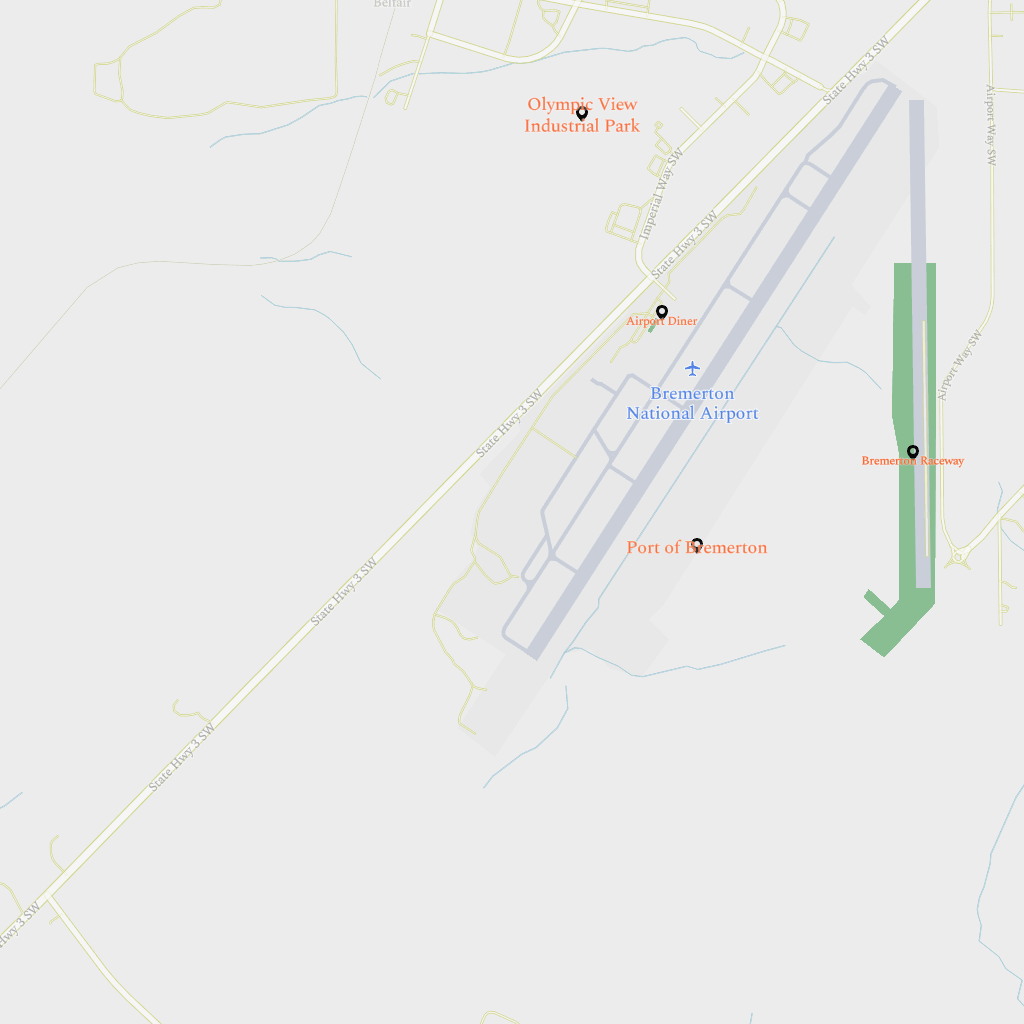 Belfair
State Hwy 3 SW
Olympic View
Industrial Park
Airport Way SW
Imperial Way SW
State Hwy 3 SW
Airport Diner
Bremerton
National Airport
Airport Way SW
State Hwy 3 SW
Bremerton Raceway
Port of Bremerton
State Hwy 3 SW
State Hwy 3 SW
Hwy 3 SW